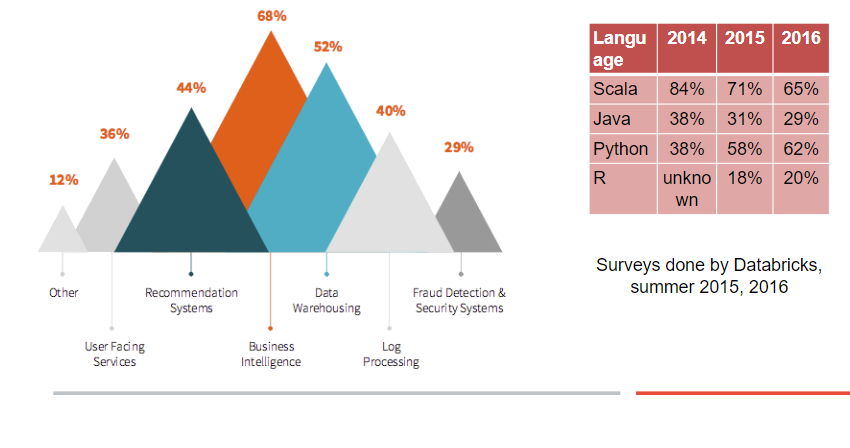 68%
52%
44%
40%
36%
29%
12%
Other
Recommendation
Systems
Data
Warehousing
Fraud Detection &
Security Systems
User Facing
Services
Business
Intelligence
Log
Processing
Langu
age 2014 2015 2016
Scala 84% 71% 65%
Java 38% 31% 29%
Python 38% 58% 62%
R unkno
wn 18% 20%
Surveys done by Databricks,
summer 2015, 2016